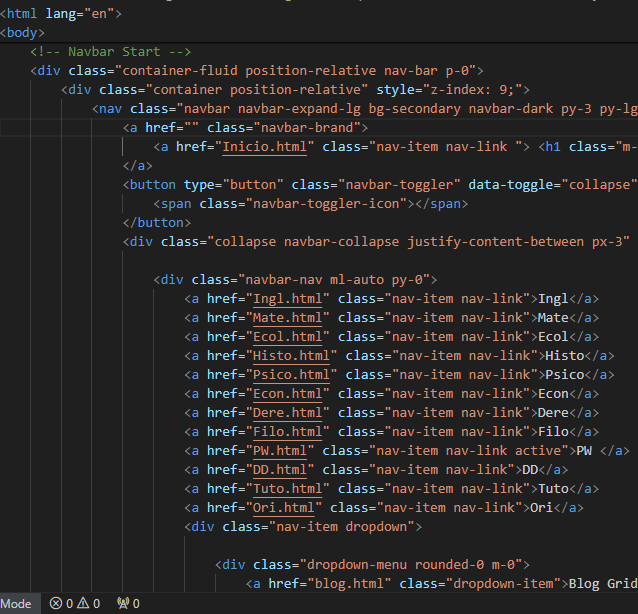 <html lang="en">
<body>
<!-- Navbar Start -->
<div class="container-fluid position-relative nav-bar p-0">
<div class="container position-relative" style="z-index: 9;">
<nav class="navbar navbar-expand-lg bg-secondary navbar-dark py-3 py-lg
<a href="" class="navbar-brand">
<a href="Inicio.html" class="nav-item nav-link "> <h1 class="m-
</a>
<button type="button" class="navbar-toggler" data-toggle="collapse"
<span class="navbar-toggler-icon"></span>
</button>
<div class="collapse navbar-collapse justify-content-between px-3"
<div class="navbar-nav ml-auto py-0">
<a href="Ingl.html" class="nav-item nav-link">Ingl</a>
<a href="Mate.html" class="nav-item nav-link">Mate</a>
<a href="Ecol.html" class="nav-item nav-link">Ecol</a>
<a href="Histo.html" class="nav-item nav-link">Histo</a>
<a href="Psico.html" class="nav-item nav-link">Psico</a>
<a href="Econ.html" class="nav-item nav-link">Econ</a>
<a href="Dere.html" class="nav-item nav-link">Dere</a>
<a href="Filo.html" class="nav-item nav-link">Filo</a>
<a href="PW.html" class="nav-item nav-link active">PW </a>
<a href="DD.html" class="nav-item nav-link">DD</a>
<a href="Tuto.html" class="nav-item nav-link">Tuto</a>
<a href="Ori.html" class="nav-item nav-link">Ori</a>
<div class="nav-item dropdown">
<div class="dropdown-menu rounded-0 m-0">
<a href="blog.html" class="dropdown-item">Blog Grid
Mode 0 0 0